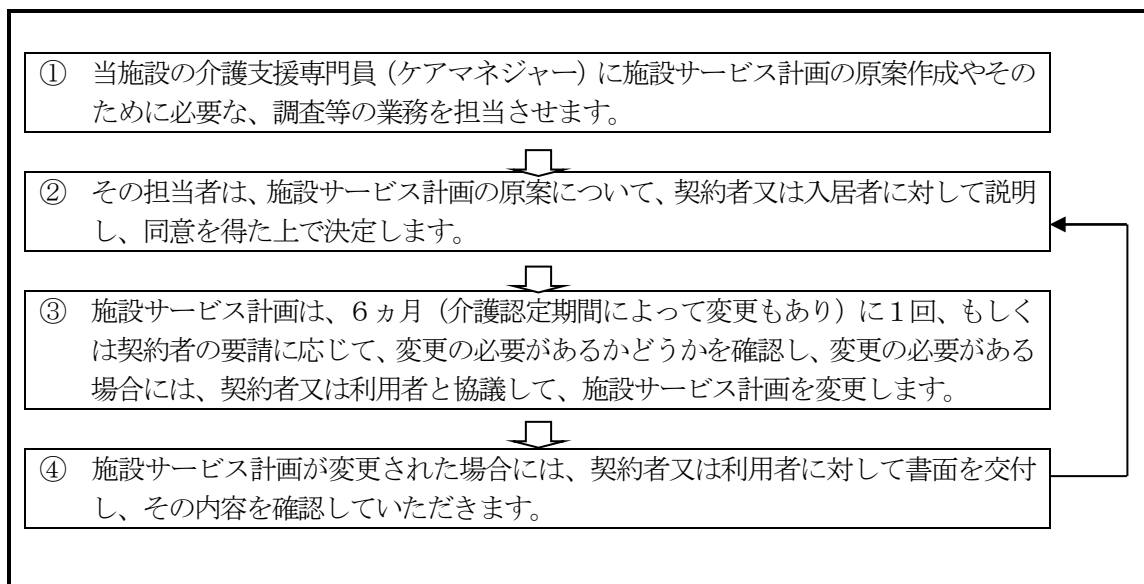 ① 当施設の介護支援専門員（ケアマネジャー）に施設サービス計画の原案作成やその
ために必要な、調査等の業務を担当させます。
② その担当者は、施設サービス計画の原案について、契約者又は入居者に対して説明
し、同意を得た上で決定します。
③ 施設サービス計画は、６ヵ月（介護認定期間によって変更もあり）に１回、もしく
は契約者の要請に応じて、変更の必要があるかどうかを確認し、変更の必要がある
場合には、契約者又は利用者と協議して、施設サービス計画を変更します。
④ 施設サービス計画が変更された場合には、契約者又は利用者に対して書面を交付
し、その内容を確認していただきます。